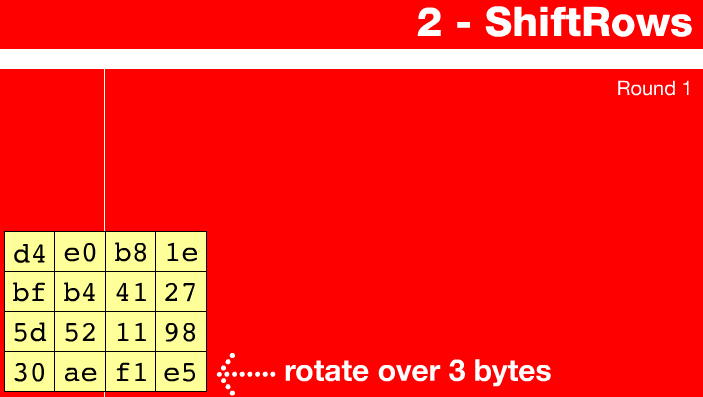 2 - ShiftRows
Round 1
d4 e0 b8 1e
bf b4 41 27
5d 52 11 98
30 ae f1 e5
rotate over 3 bytes